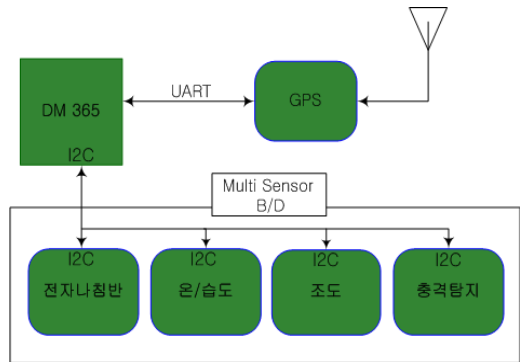 DM 365
I2C
UART
GPS
Multi Sensor
B/D
I2C
전자나침반
I2C
온/습도
I2C
조도
I2C
충격탐지